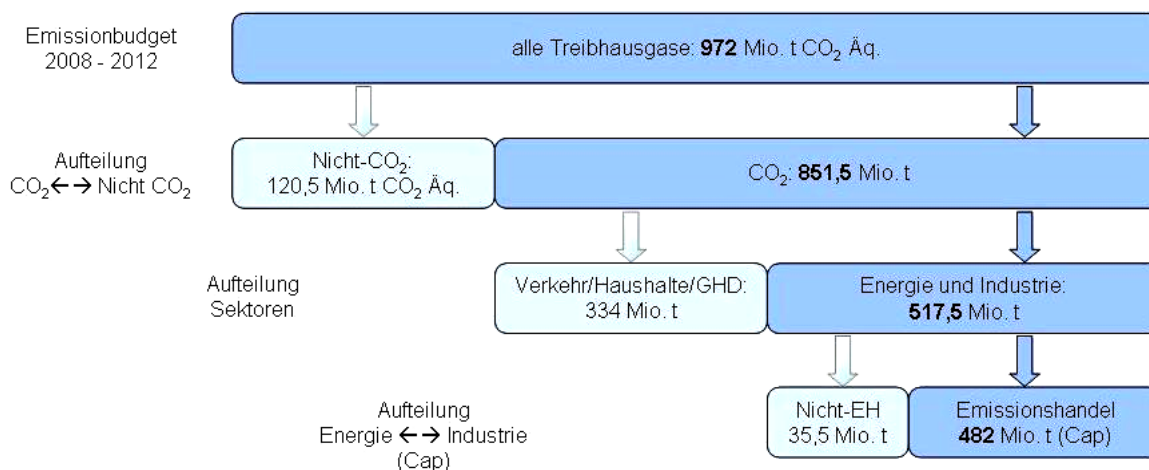 Emissionbudget
2008 - 2012
alle Treibhausgase: 972 Mio. t CO₂ Äq.
Aufteilung
CO₂ ←→ Nicht CO₂
Nicht-CO₂:
120,5 Mio. t CO₂ Äq.
CO₂: 851,5 Mio. t
Aufteilung
Sektoren
Verkehr/Haushalte/GHD:
334 Mio. t
Energie und Industrie:
517,5 Mio. t
Aufteilung
Energie ←→ Industrie
(Cap)
Nicht-EH
35,5 Mio. t
Emissionshandel
482 Mio. t (Cap)